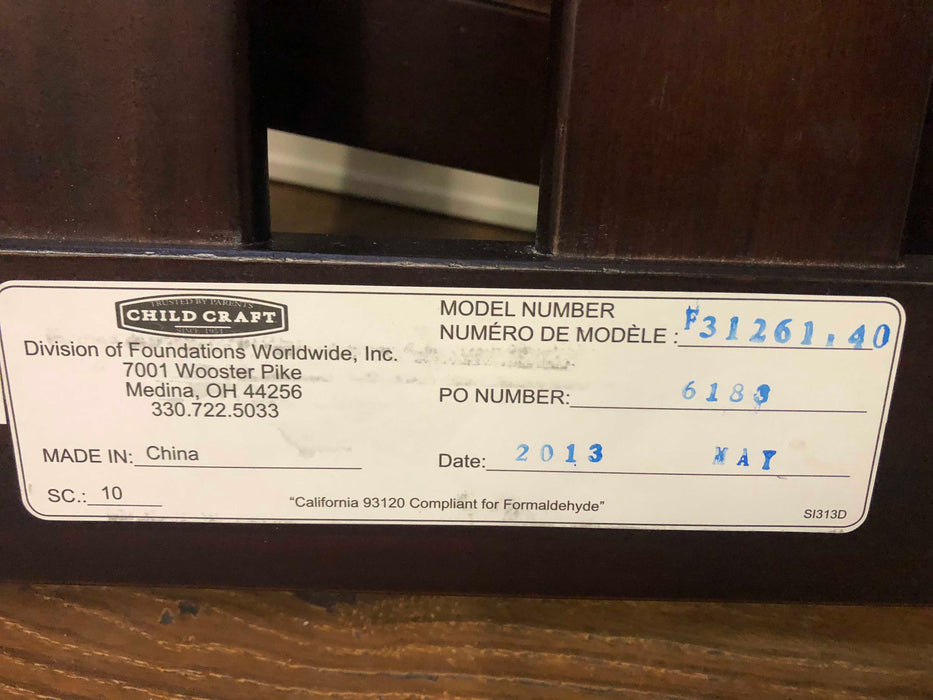 TRUSTED BY PARENTS
CHILD CRAFT
SINCE 1951
Division of Foundations Worldwide, Inc.
7001 Wooster Pike
Medina, OH 44256
330.722.5033
MADE IN: China
SC.: 10
MODEL NUMBER
NUMÉRO DE MODÈLE : F31261.40
PO NUMBER: 6183
Date: 2013 MAY
"California 93120 Compliant for Formaldehyde"
SI313D